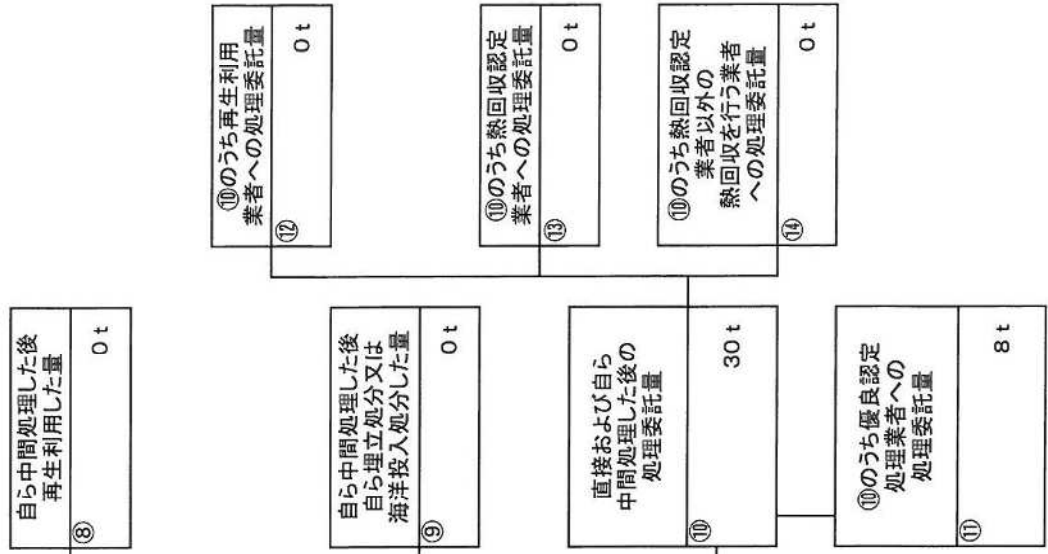 自ら中間処理した後
再生利用した量
⑧
0 t
自ら中間処理した後
自ら埋立処分又は
海洋投入処分した量
⑨
0 t
直接および自ら
中間処理した後の
処理委託量
⑩
30 t
⑩のうち優良認定
処理業者への
処理委託量
⑪
8 t
⑩のうち再生利用
業者への処理委託量
⑫
0 t
⑩のうち熱回収認定
業者への処理委託量
⑬
0 t
⑩のうち熱回収認定
業者以外の
熱回収を行う業者
への処理委託量
⑭
0 t